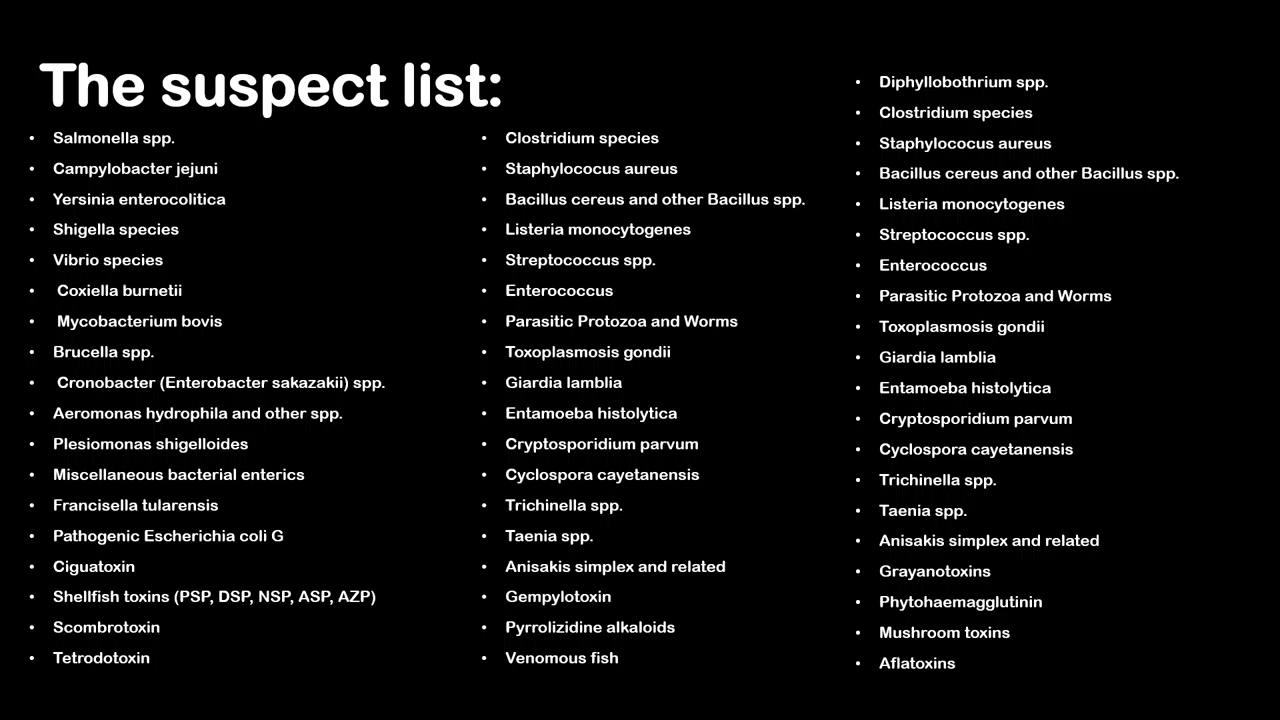 The suspect list:
• Salmonella spp.
• Campylobacter jejuni
• Yersinia enterocolitica
• Shigella species
• Vibrio species
• Coxiella burnetii
• Mycobacterium bovis
• Brucella spp.
• Cronobacter (Enterobacter sakazakii) spp.
• Aeromonas hydrophila and other spp.
• Plesiomonas shigelloides
• Miscellaneous bacterial enterics
• Francisella tularensis
• Pathogenic Escherichia coli G
• Ciguatoxin
• Shellfish toxins (PSP, DSP, NSP, ASP, AZP)
• Scombrotoxin
• Tetrodotoxin
• Clostridium species
• Staphylococus aureus
• Bacillus cereus and other Bacillus spp.
• Listeria monocytogenes
• Streptococcus spp.
• Enterococcus
• Parasitic Protozoa and Worms
• Toxoplasmosis gondii
• Giardia lamblia
• Entamoeba histolytica
• Cryptosporidium parvum
• Cyclospora cayetanensis
• Trichinella spp.
• Taenia spp.
• Anisakis simplex and related
• Gempylotoxin
• Pyrrolizidine alkaloids
• Venomous fish
• Diphyllobothrium spp.
• Clostridium species
• Staphylococus aureus
• Bacillus cereus and other Bacillus spp.
• Listeria monocytogenes
• Streptococcus spp.
• Enterococcus
• Parasitic Protozoa and Worms
• Toxoplasmosis gondii
• Giardia lamblia
• Entamoeba histolytica
• Cryptosporidium parvum
• Cyclospora cayetanensis
• Trichinella spp.
• Taenia spp.
• Anisakis simplex and related
• Grayanotoxins
• Phytohaemagglutinin
• Mushroom toxins
• Aflatoxins